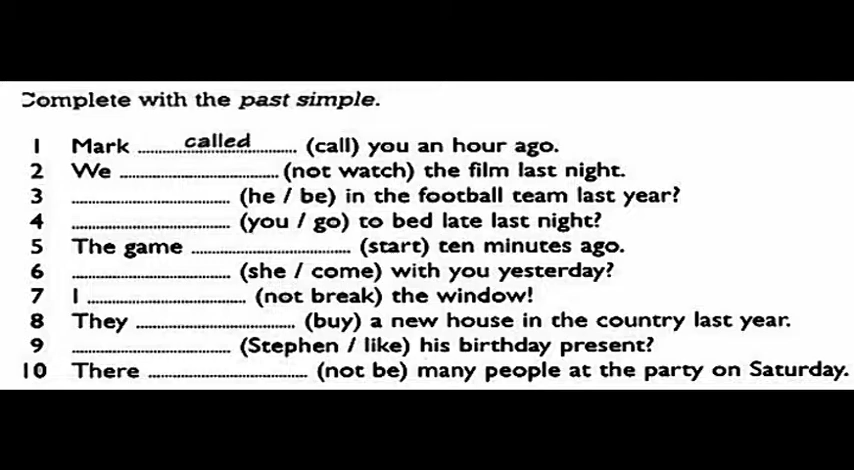 Complete with the past simple.
1 Mark ......called...... (call) you an hour ago.
2 We .............................. (not watch) the film last night.
3 .............................. (he / be) in the football team last year?
4 .............................. (you / go) to bed late last night?
5 The game .............................. (start) ten minutes ago.
6 .............................. (she / come) with you yesterday?
7 I .............................. (not break) the window!
8 They .............................. (buy) a new house in the country last year.
9 .............................. (Stephen / like) his birthday present?
10 There .............................. (not be) many people at the party on Saturday.